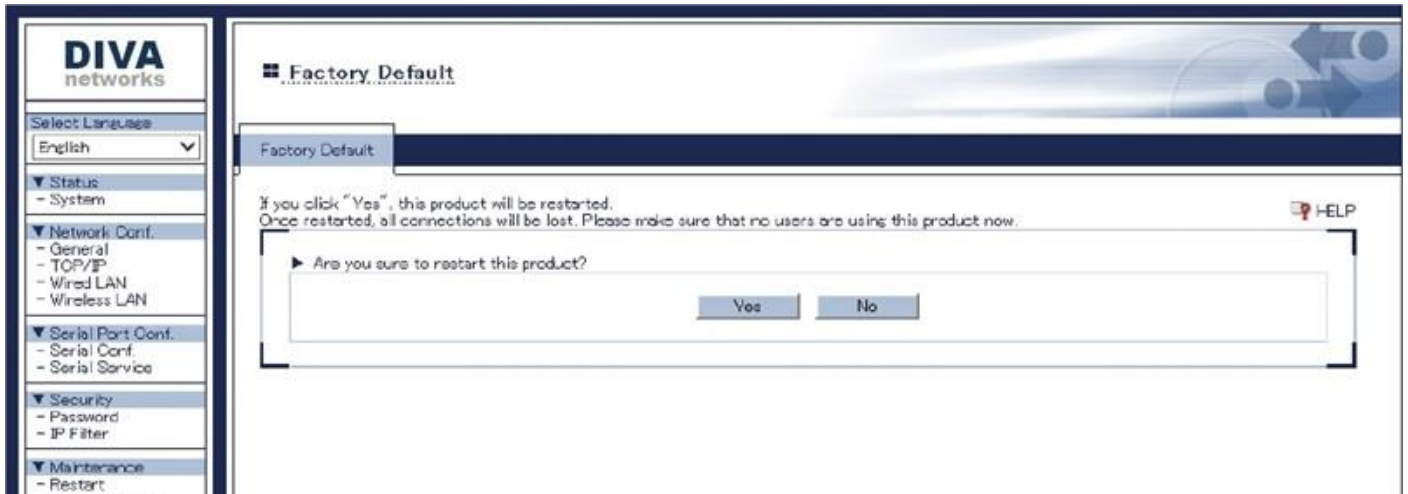 DIVA
networks
Select Language
English
▼ Status
- System
▼ Network Conf.
- General
- TCP/IP
- Wired LAN
- Wireless LAN
▼ Serial Port Conf.
- Serial Conf.
- Serial Service
▼ Security
- Password
- IP Filter
▼ Maintenance
- Restart
Factory Default
Factory Default
If you click "Yes", this product will be restarted.
Once restarted, all connections will be lost. Please make sure that no users are using this product now.
HELP
► Are you sure to restart this product?
Yes
No